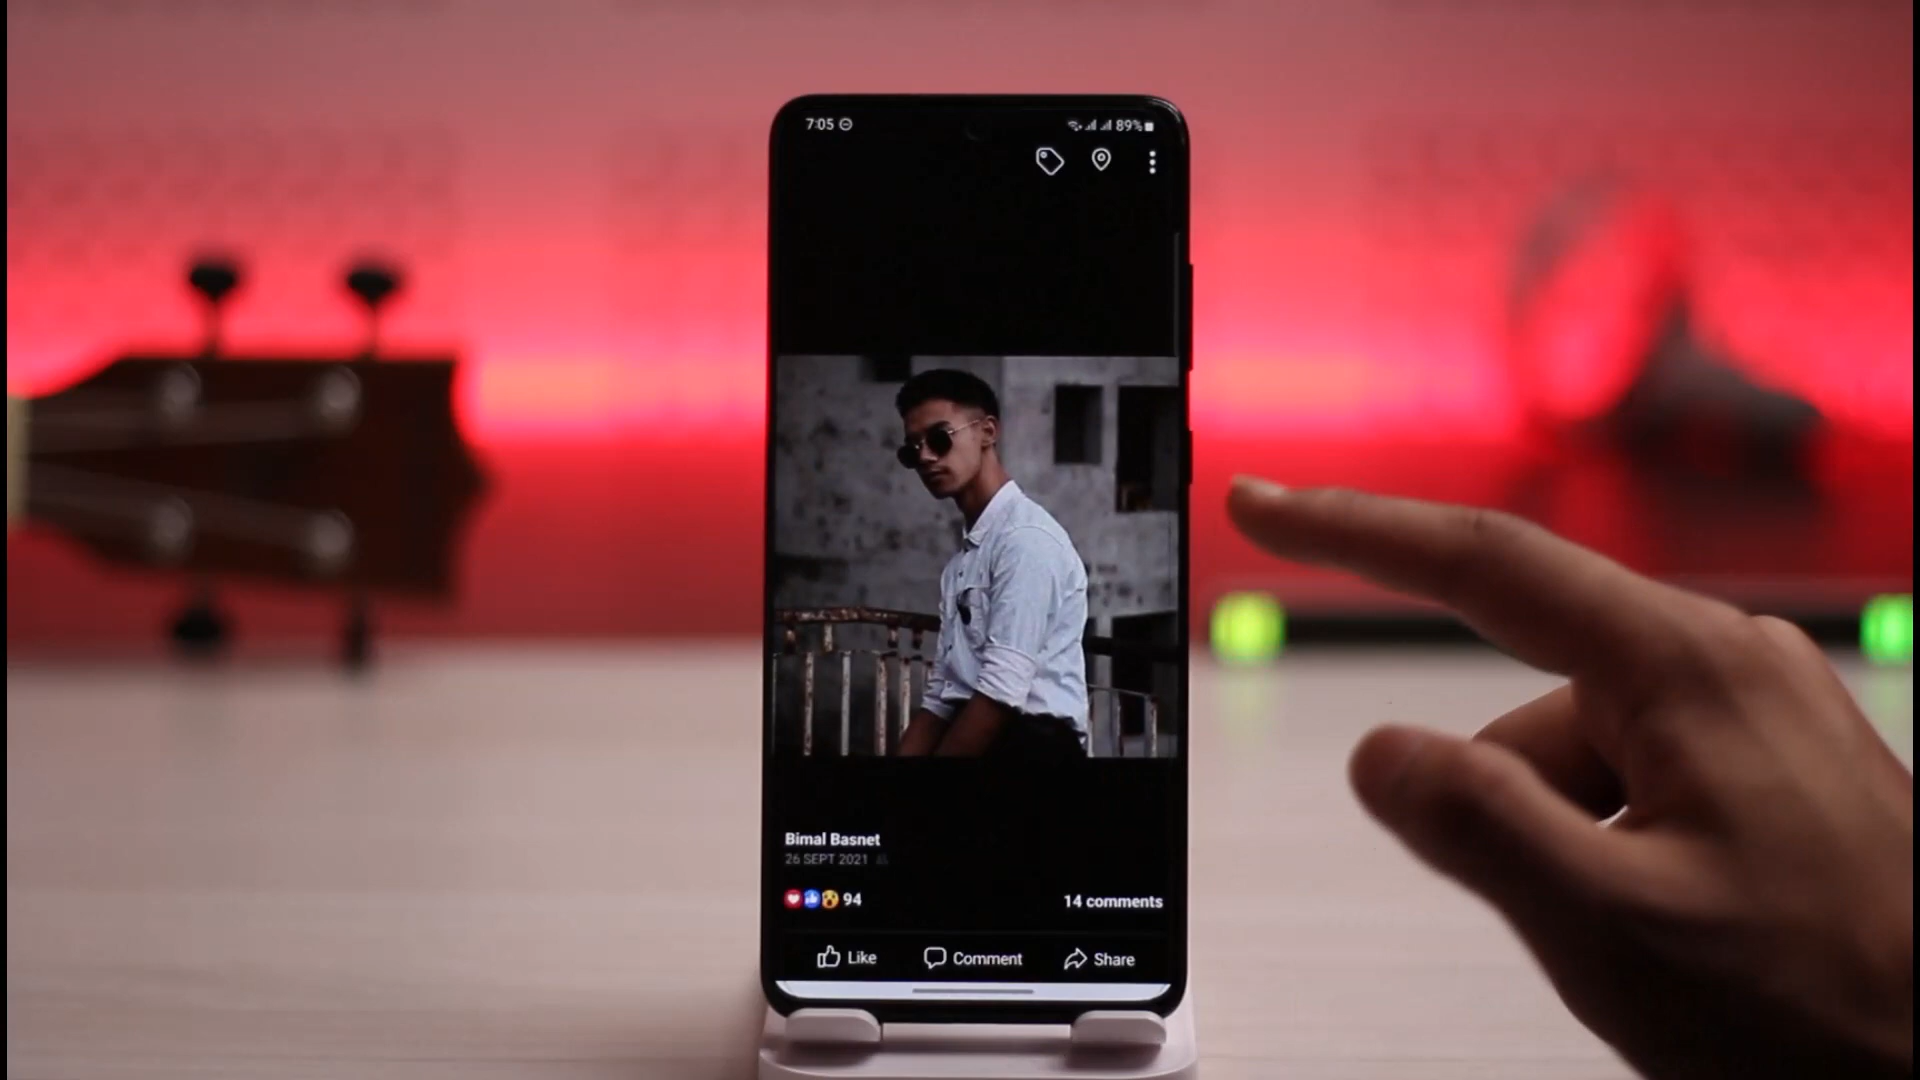 7:05 89%
Bimal Basnet
26 SEPT 2021
94 14 comments
Like Comment Share